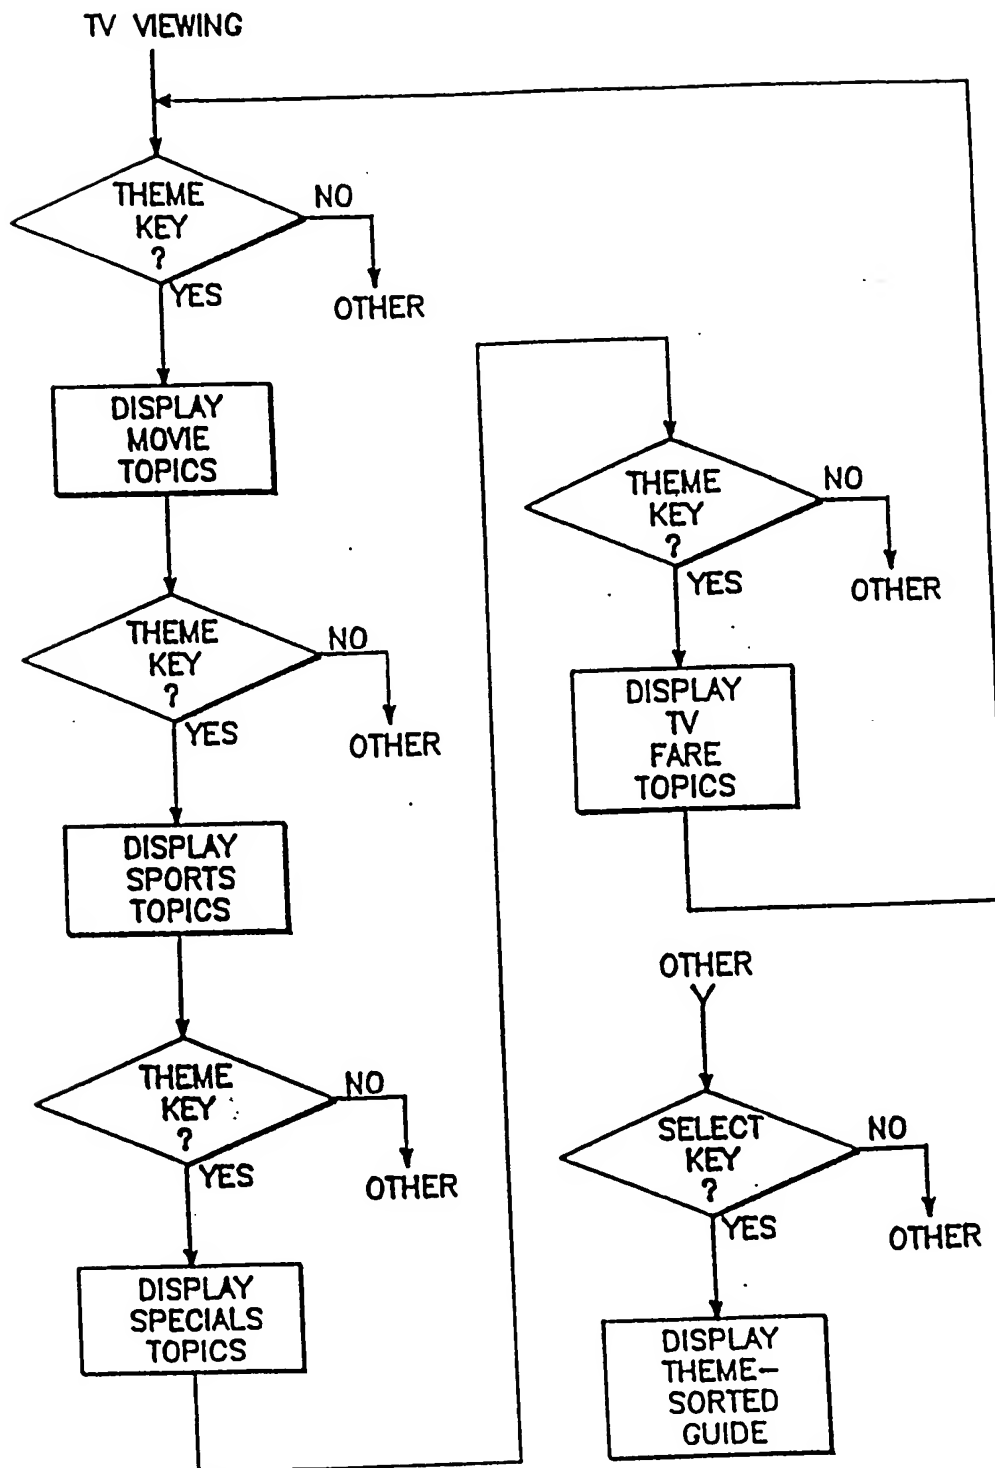 TV VIEWING
THEME
KEY
?
NO
YES
OTHER
DISPLAY
MOVIE
TOPICS
THEME
KEY
?
NO
YES
OTHER
DISPLAY
SPORTS
TOPICS
THEME
KEY
?
NO
YES
OTHER
DISPLAY
SPECIALS
TOPICS
THEME
KEY
?
NO
YES
OTHER
DISPLAY
TV
FARE
TOPICS
OTHER
SELECT
KEY
?
NO
YES
OTHER
DISPLAY
THEME–
SORTED
GUIDE